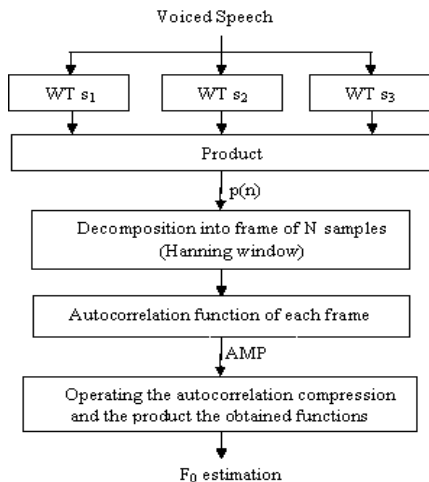 Voiced Speech
WT s₁
WT s₂
WT s₃
Product
p(n)
Decomposition into frame of N samples
(Hanning window)
Autocorrelation function of each frame
AMP
Operating the autocorrelation compression
and the product the obtained functions
F₀ estimation